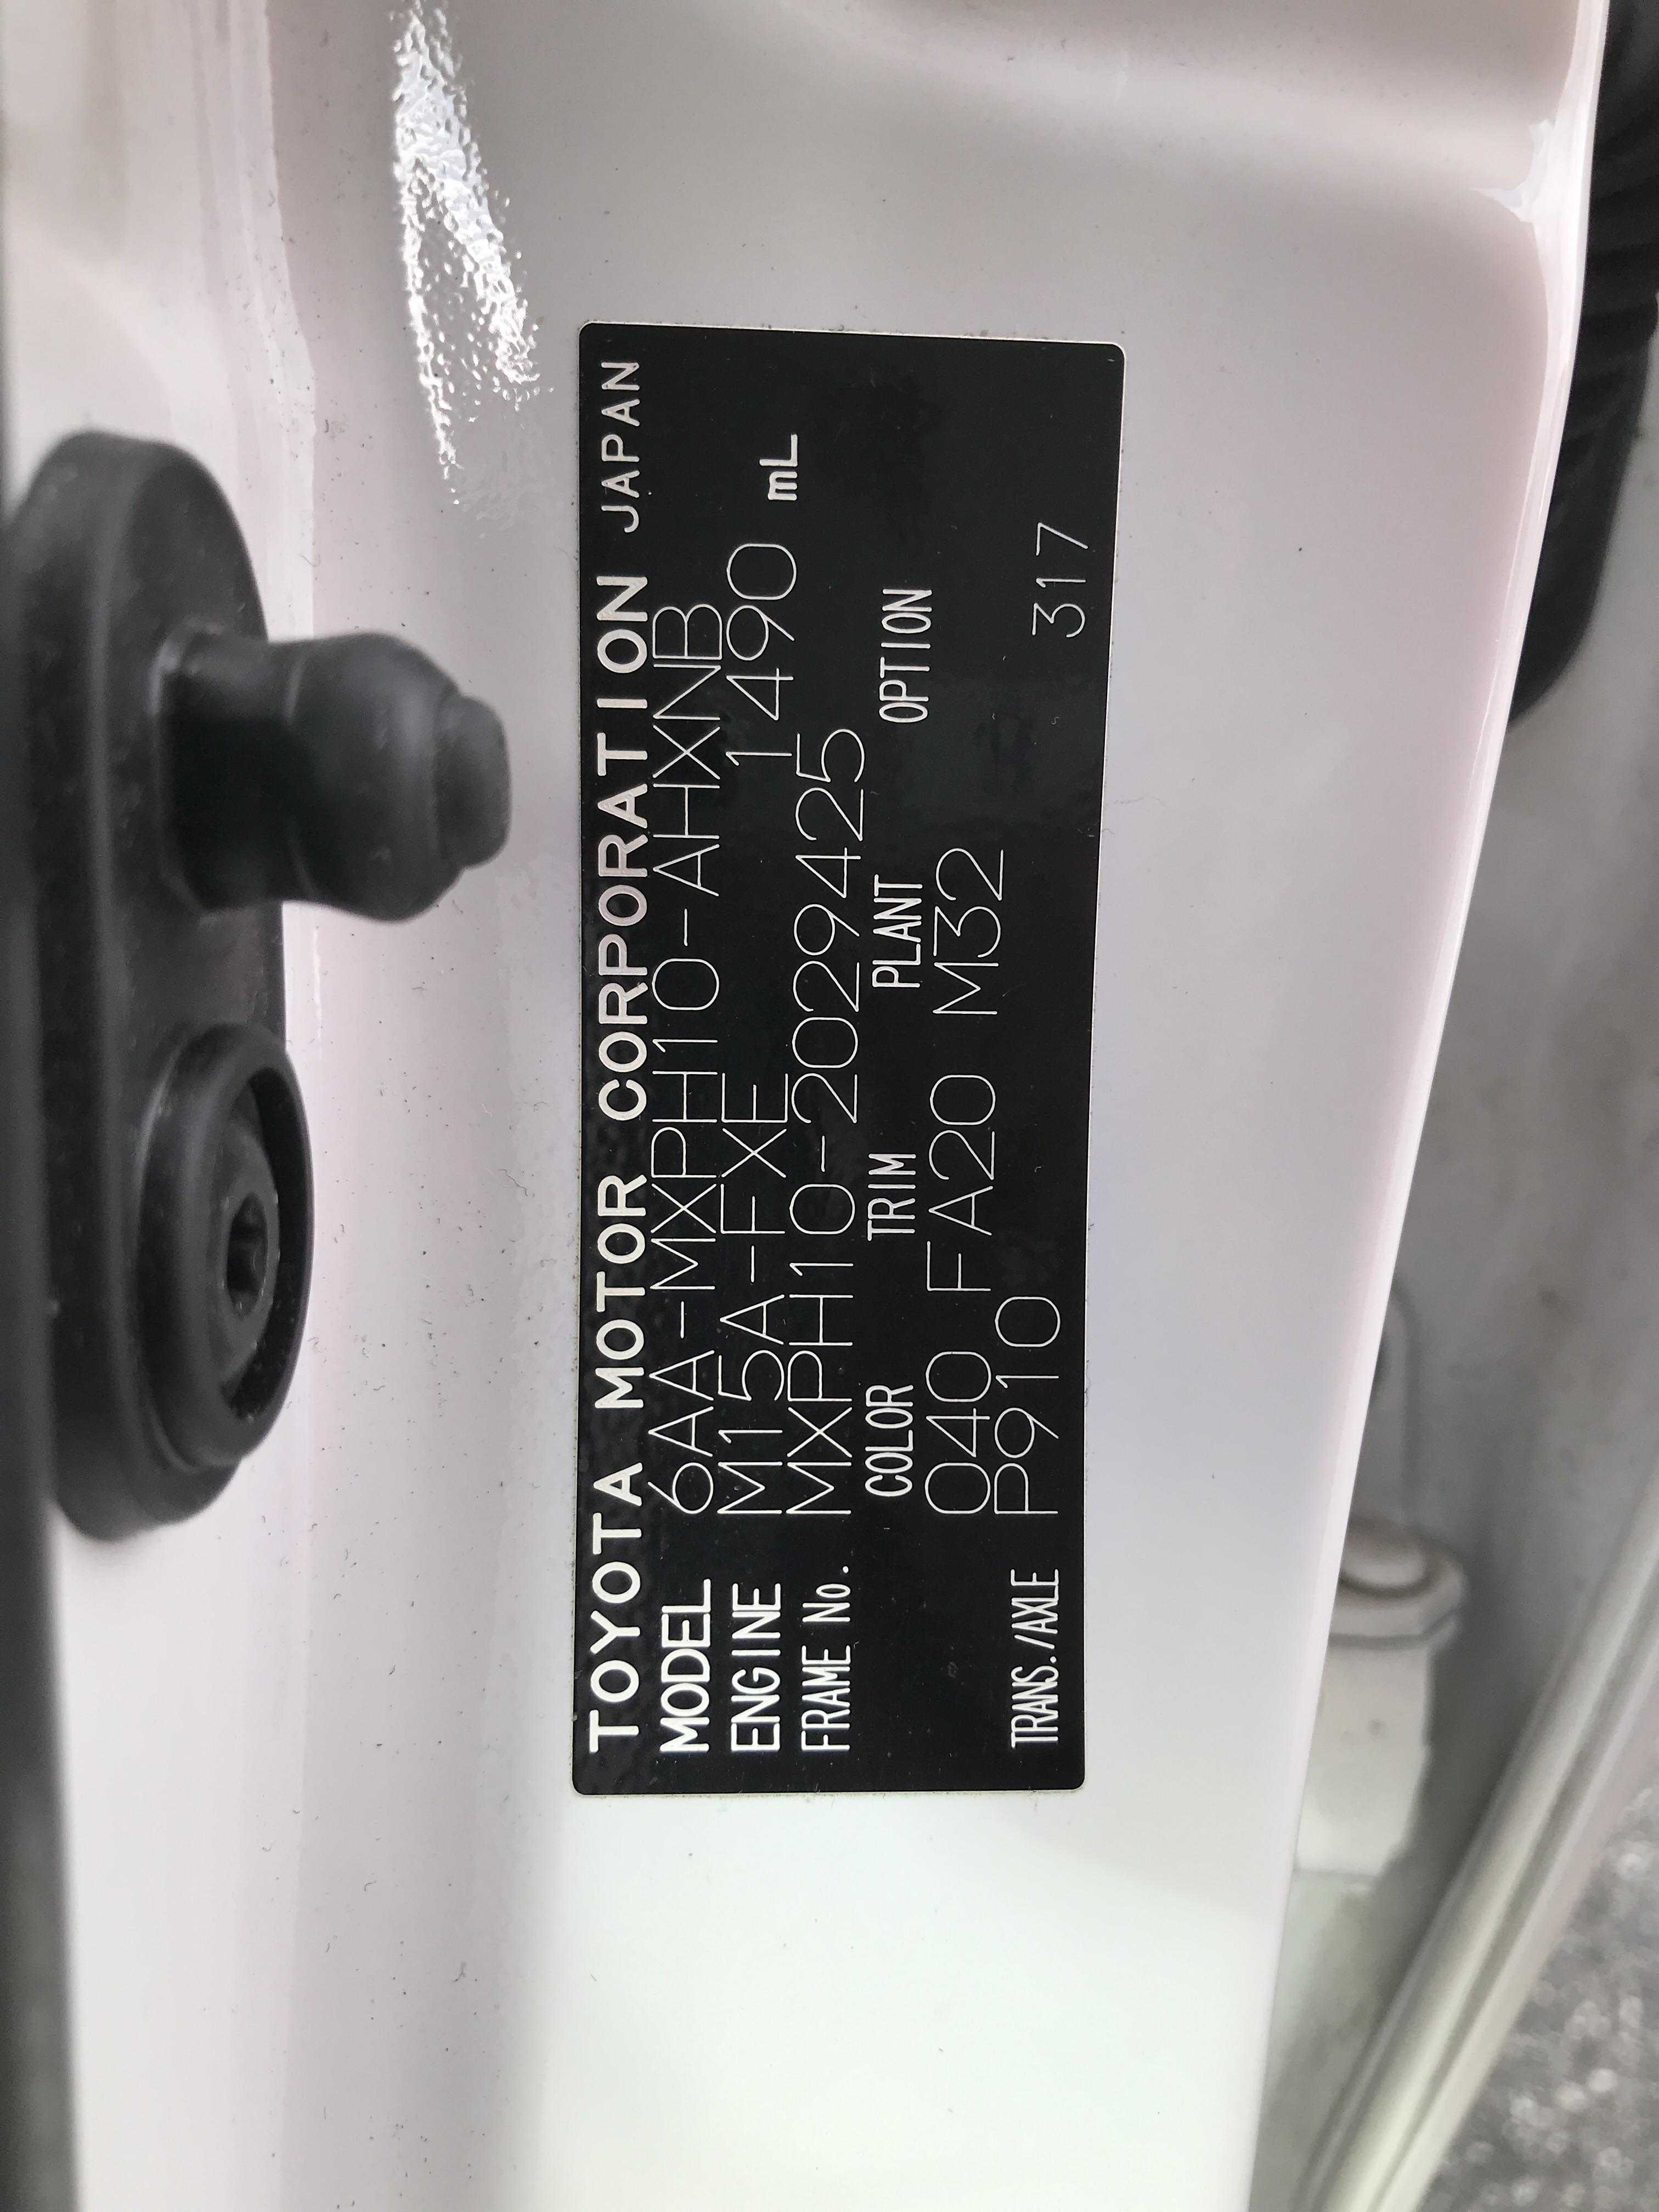 TOYOTA MOTOR CORPORATION JAPAN
MODEL 6AA-MXPH10-AHXNB
ENGINE M15A-FXE 1490 mL
FRAME No. MXPH10-2029425
COLOR TRIM PLANT OPTION
040 FA20 M32
TRANS./AXLE P910 317